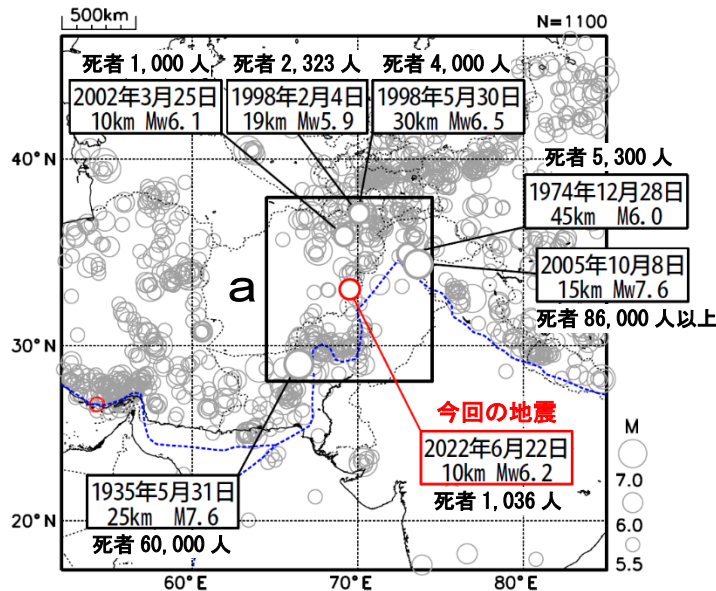 500km
N=1100
死者 1,000 人
死者 2,323 人
死者 4,000 人
2002年3月25日
10km Mw6.1
1998年2月4日
19km Mw5.9
1998年5月30日
30km Mw6.5
40°N
死者 5,300 人
1974年12月28日
45km M6.0
2005年10月8日
15km Mw7.6
死者 86,000 人以上
a
30°N
今回の地震
2022年6月22日
10km Mw6.2
死者 1,036 人
1935年5月31日
25km M7.6
死者 60,000 人
20°N
M
7.0
6.0
5.5
60°E
70°E
80°E